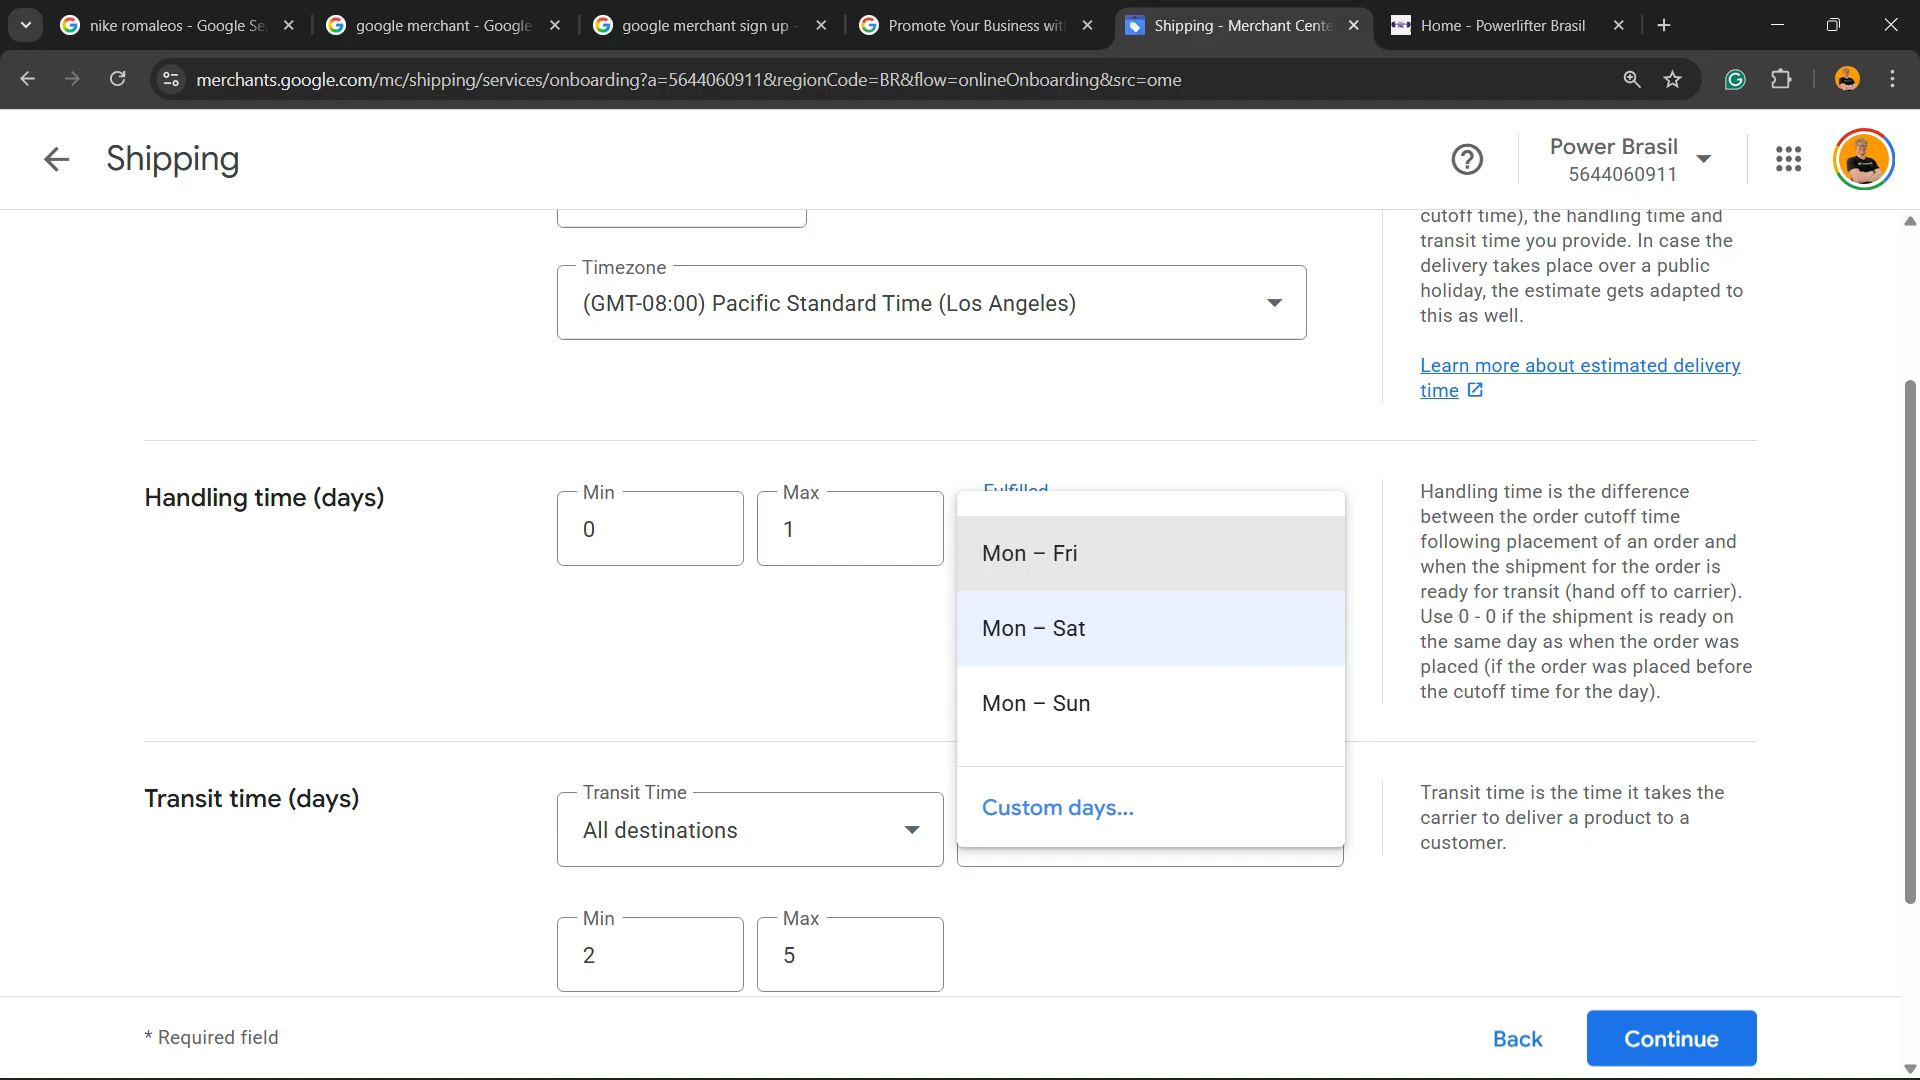 nike romaleos - Google Se
google merchant - Google
google merchant sign up -
Promote Your Business wit
Shipping - Merchant Cente
Home - Powerlifter Brasil
merchants.google.com/mc/shipping/services/onboarding?a=5644060911&regionCode=BR&flow=onlineOnboarding&src=ome
Shipping
Power Brasil
5644060911
Timezone
(GMT-08:00) Pacific Standard Time (Los Angeles)
cutoff time), the handling time and
transit time you provide. In case the
delivery takes place over a public
holiday, the estimate gets adapted to
this as well.
Learn more about estimated delivery
time
Handling time (days)
Min
0
Max
1
Fulfilled
Mon – Fri
Mon – Sat
Mon – Sun
Custom days...
Handling time is the difference
between the order cutoff time
following placement of an order and
when the shipment for the order is
ready for transit (hand off to carrier).
Use 0 - 0 if the shipment is ready on
the same day as when the order was
placed (if the order was placed before
the cutoff time for the day).
Transit time (days)
Transit Time
All destinations
Transit time is the time it takes the
carrier to deliver a product to a
customer.
Min
2
Max
5
* Required field
Back
Continue